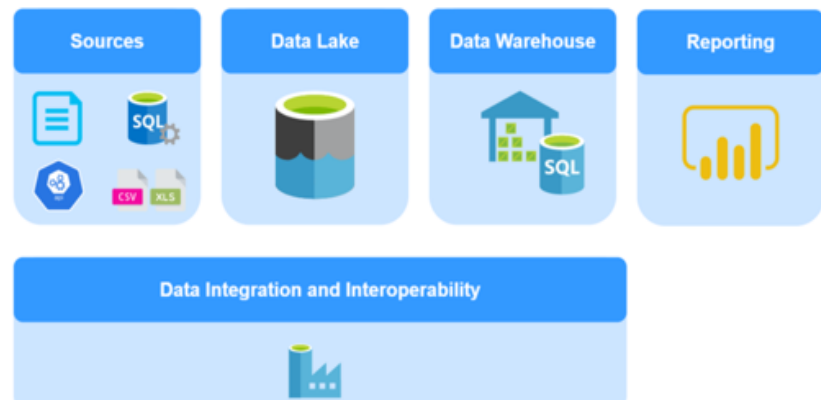 Sources
Data Lake
Data Warehouse
Reporting
SQL
CSV
XLS
SQL
Data Integration and Interoperability